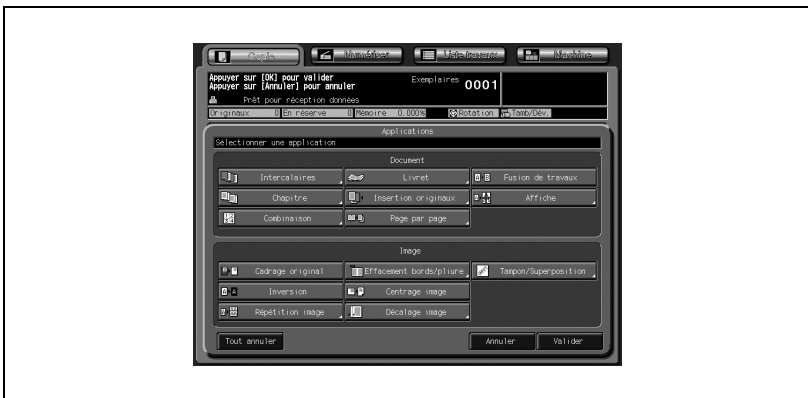 Copie Numériser Liste travaux Machine
Appuyer sur [OK] pour valider
Appuyer sur [Annuler] pour annuler
Exemplaires 0001
Prêt pour réception données
Originaux 0 En réserve 0 Mémoire 0.000% Rotation Tamb/Dév.
Applications
Sélectionner une application
Document
Intercalaires Livret Fusion de travaux
Chapitre Insertion originaux Affiche
Combinaison Page par page
Image
Cadrage original Effacement bords/pliure Tampon/Superposition
Inversion Centrage image
Répétition image Décalage image
Tout annuler Annuler Valider